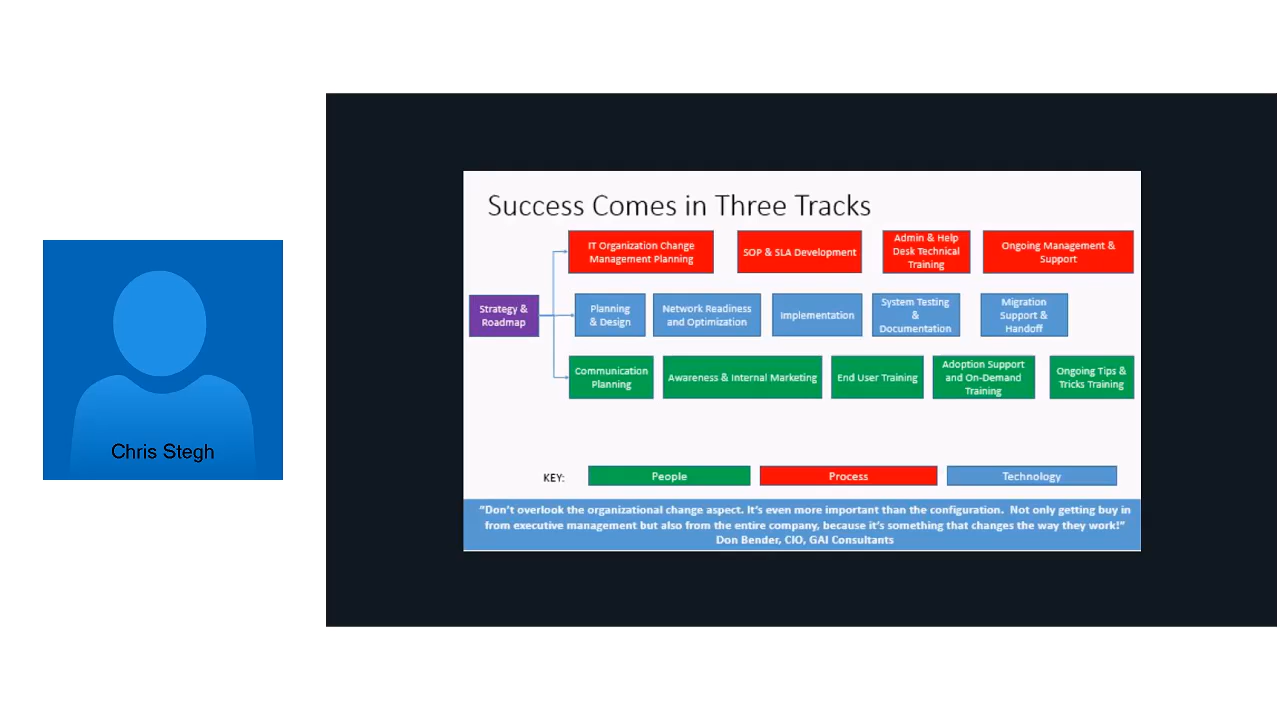 Chris Stegh
Success Comes in Three Tracks
IT Organization Change
Management Planning
SOP & SLA Development
Admin & Help
Desk Technical
Training
Ongoing Management &
Support
Strategy &
Roadmap
Planning
& Design
Network Readiness
and Optimization
Implementation
System Testing
&
Documentation
Migration
Support &
Handoff
Communication
Planning
Awareness & Internal Marketing
End User Training
Adoption Support
and On-Demand
Training
Ongoing Tips &
Tricks Training
KEY:
People
Process
Technology
"Don't overlook the organizational change aspect. It's even more important than the configuration. Not only getting buy in
from executive management but also from the entire company, because it's something that changes the way they work!"
Don Bender, CIO, GAI Consultants